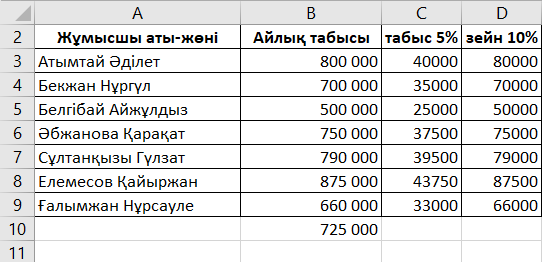 A B C D
2 Жұмысшы аты-жөні Айлық табысы табыс 5% зейн 10%
3 Атымтай Әділет 800 000 40000 80000
4 Бекжан Нұргүл 700 000 35000 70000
5 Белгібай Айжұлдыз 500 000 25000 50000
6 Әбжанова Қарақат 750 000 37500 75000
7 Сұлтанқызы Гүлзат 790 000 39500 79000
8 Елемесов Қайыржан 875 000 43750 87500
9 Ғалымжан Нұрсауле 660 000 33000 66000
10 725 000
11